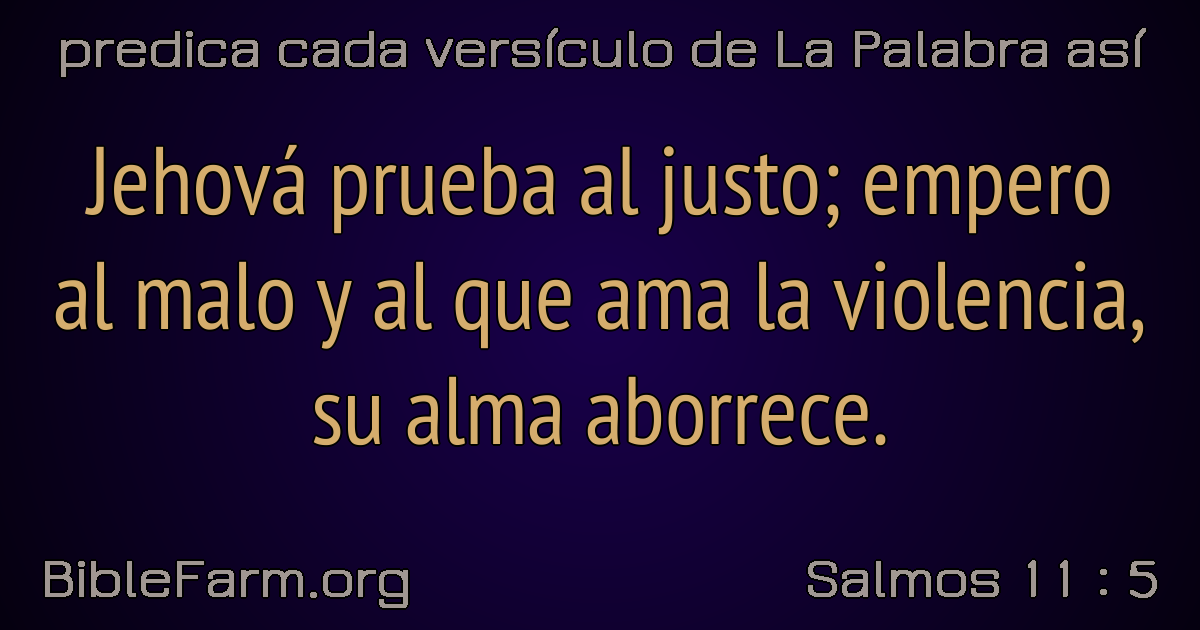 predica cada versículo de La Palabra así
Jehová prueba al justo; empero
al malo y al que ama la violencia,
su alma aborrece.
BibleFarm.org
Salmos 11 : 5